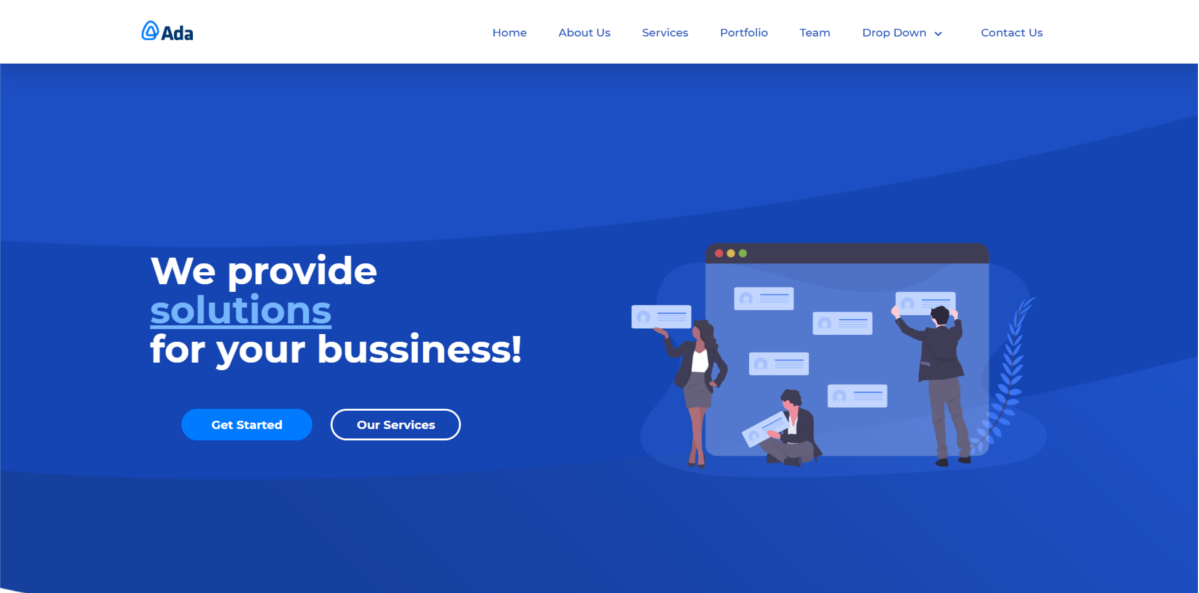 Ada
Home About Us Services Portfolio Team Drop Down Contact Us
We provide
solutions
for your bussiness!
Get Started Our Services